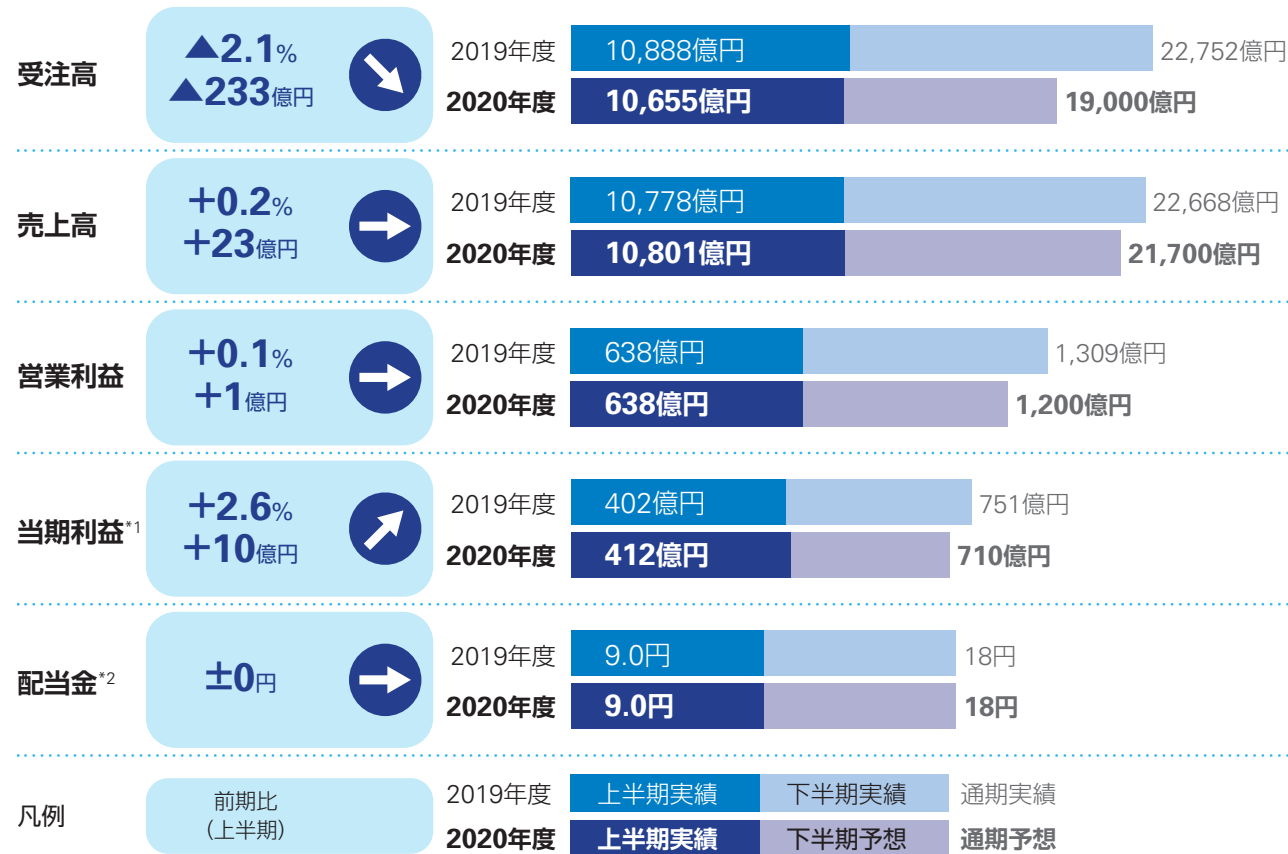 受注高
▲2.1%
▲233億円
2019年度 10,888億円 22,752億円
2020年度 10,655億円 19,000億円
売上高
+0.2%
+23億円
2019年度 10,778億円 22,668億円
2020年度 10,801億円 21,700億円
営業利益
+0.1%
+1億円
2019年度 638億円 1,309億円
2020年度 638億円 1,200億円
当期利益*1
+2.6%
+10億円
2019年度 402億円 751億円
2020年度 412億円 710億円
配当金*2
±0円
2019年度 9.0円 18円
2020年度 9.0円 18円
凡例
前期比
(上半期)
2019年度 上半期実績 下半期実績 通期実績
2020年度 上半期実績 下半期予想 通期予想